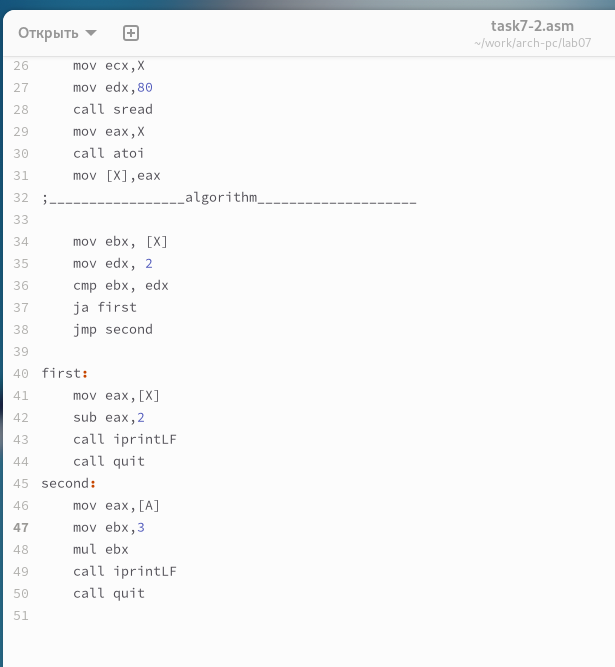 Открыть
task7-2.asm
~/work/arch-pc/lab07
26 mov ecx,X
27 mov edx,80
28 call sread
29 mov eax,X
30 call atoi
31 mov [X],eax
32 ;_________________algorithm____________________
33
34 mov ebx, [X]
35 mov edx, 2
36 cmp ebx, edx
37 ja first
38 jmp second
39
40 first:
41 mov eax,[X]
42 sub eax,2
43 call iprintLF
44 call quit
45 second:
46 mov eax,[A]
47 mov ebx,3
48 mul ebx
49 call iprintLF
50 call quit
51